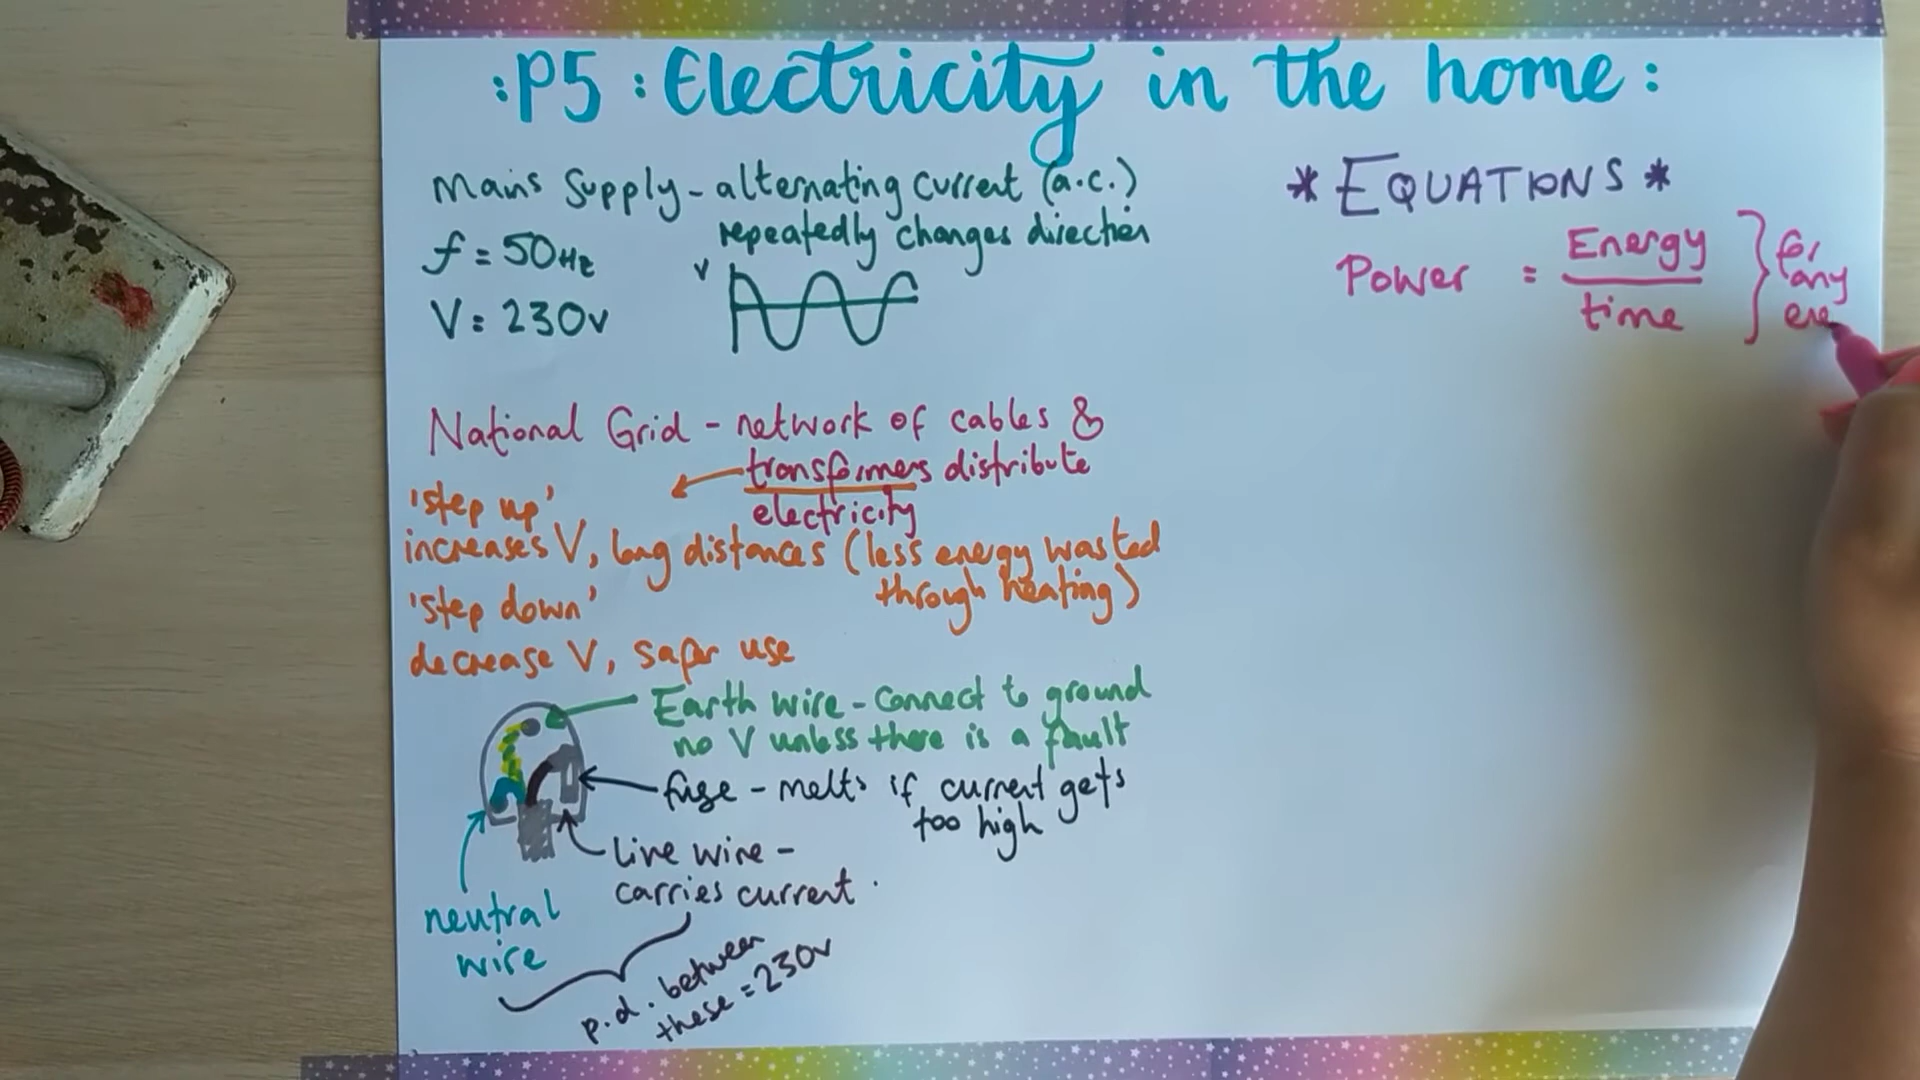 :P5: Electricity in the home:
Mains Supply - alternating current (a.c.)
repeatedly changes direction
f = 50Hz
V = 230v
V
National Grid - network of cables &
transformers distribute
electricity
'step up'
increases V, long distances (less energy wasted
through heating)
'step down'
decrease V, safer use
Earth wire - connect to ground
no V unless there is a fault
fuse - melts if current gets
too high
live wire -
carries current.
neutral
wire
p.d. between
these = 230v
* EQUATIONS *
Power = Energy
time
for
any